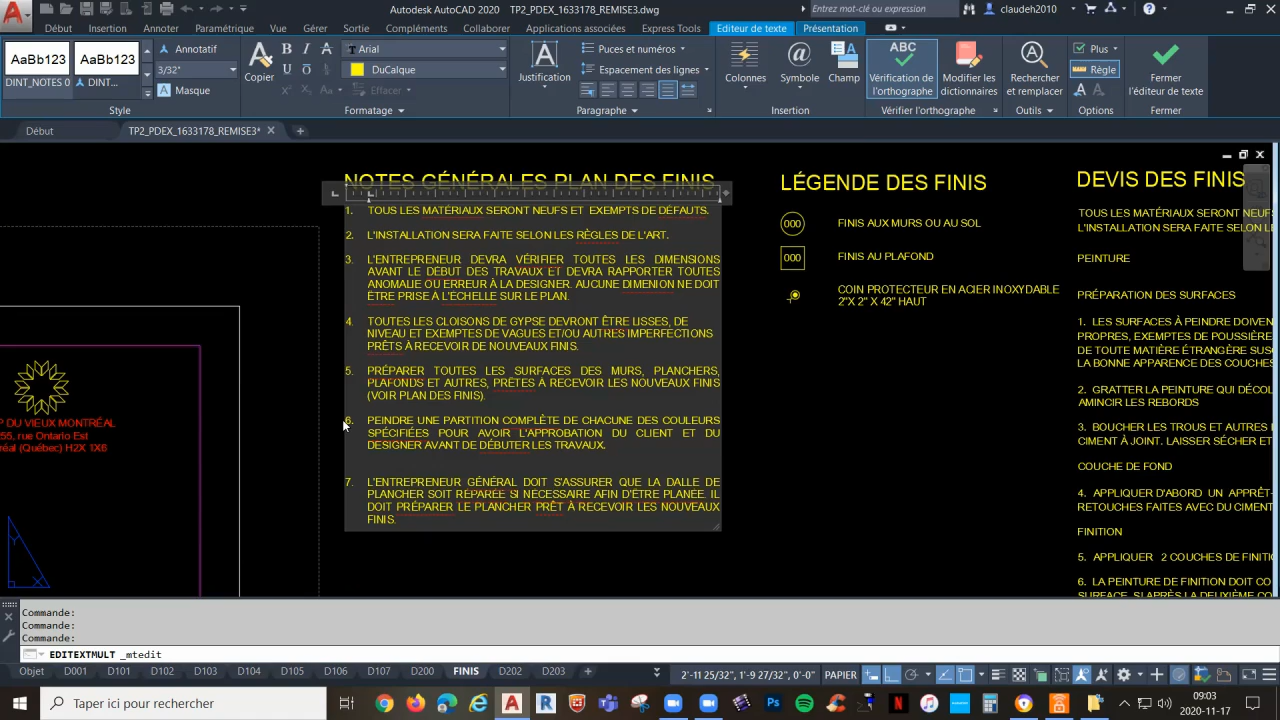 Autodesk AutoCAD 2020 TP2_PDEX_1633178_REMISE3.dwg
Entrez mot-clé ou expression
claudeh10
Début Insertion Annoter Paramétrique Vue Gérer Sortie Compléments Collaborer Applications associées Express Tools Editeur de texte Présentation
AaBb123 AaBb123
DINT_NOTES 0 DINT...
Annotatif
3/32"
Masque
Copier
Arial
DuCalque
Effacer
Justification
Puces et numéros
Espacement des lignes
Colonnes Symbole Champ
ABC
Vérification de l'orthographe
Modifier les dictionnaires
Rechercher et remplacer
Plus
Règle
Fermer l'éditeur de texte
Style Formatage Paragraphe Insertion Vérifier l'orthographe Outils Options Fermer
Début TP2_PDEX_1633178_REMISE3*
NOTES GÉNÉRALES PLAN DES FINIS
1. TOUS LES MATÉRIAUX SERONT NEUFS ET EXEMPTS DE DÉFAUTS.
2. L'INSTALLATION SERA FAITE SELON LES RÈGLES DE L'ART.
3. L'ENTREPRENEUR DEVRA VÉRIFIER TOUTES LES DIMENSIONS
AVANT LE DÉBUT DES TRAVAUX ET DEVRA RAPPORTER TOUTES
ANOMALIE OU ERREUR À LA DESIGNER. AUCUNE DIMENION NE DOIT
ÊTRE PRISE A L'ÉCHELLE SUR LE PLAN.
4. TOUTES LES CLOISONS DE GYPSE DEVRONT ÊTRE LISSES, DE
NIVEAU ET EXEMPTES DE VAGUES ET/OU AUTRES IMPERFECTIONS
PRÊTS À RECEVOIR DE NOUVEAUX FINIS.
5. PRÉPARER TOUTES LES SURFACES DES MURS, PLANCHERS,
PLAFONDS ET AUTRES, PRÊTES À RECEVOIR LES NOUVEAUX FINIS
(VOIR PLAN DES FINIS).
6. PEINDRE UNE PARTITION COMPLÈTE DE CHACUNE DES COULEURS
SPÉCIFIÉES POUR AVOIR L'APPROBATION DU CLIENT ET DU
DESIGNER AVANT DE DÉBUTER LES TRAVAUX.
7. L'ENTREPRENEUR GÉNÉRAL DOIT S'ASSURER QUE LA DALLE DE
PLANCHER SOIT RÉPARÉE SI NÉCESSAIRE AFIN D'ÊTRE PLANÉE. IL
DOIT PRÉPARER LE PLANCHER PRÊT À RECEVOIR LES NOUVEAUX
FINIS.
LÉGENDE DES FINIS
000 FINIS AUX MURS OU AU SOL
000 FINIS AU PLAFOND
COIN PROTECTEUR EN ACIER INOXYDABLE
2"X 2" X 42" HAUT
DEVIS DES FINIS
TOUS LES MATÉRIAUX SERONT NEUFS
L'INSTALLATION SERA FAITE SELON LES
PEINTURE
PRÉPARATION DES SURFACES
1. LES SURFACES À PEINDRE DOIVEN
PROPRES, EXEMPTES DE POUSSIÈRE
DE TOUTE MATIÈRE ÉTRANGÈRE SUS
LA BONNE APPARENCE DES COUCHES
2. GRATTER LA PEINTURE QUI DÉCOL
AMINCIR LES REBORDS
3. BOUCHER LES TROUS ET AUTRES
CIMENT À JOINT. LAISSER SÉCHER ET
COUCHE DE FOND
4. APPLIQUER D'ABORD UN APPRÊT-
RETOUCHES FAITES AVEC DU CIMENT
FINITION
5. APPLIQUER 2 COUCHES DE FINITI
6. LA PEINTURE DE FINITION DOIT CO
SURFACE. SI APRÈS LA DEUXIÈME CO
P DU VIEUX MONTRÉAL
55, rue Ontario Est
réal (Québec) H2X 1X6
Commande:
Commande:
Commande:
EDITEXTMULT _mtedit
Objet D001 D101 D102 D103 D104 D105 D106 D107 D200 FINIS D202 D203
2'-11 25/32", 1'-9 27/32", 0'-0" PAPIER
Taper ici pour rechercher
09:03
2020-11-17